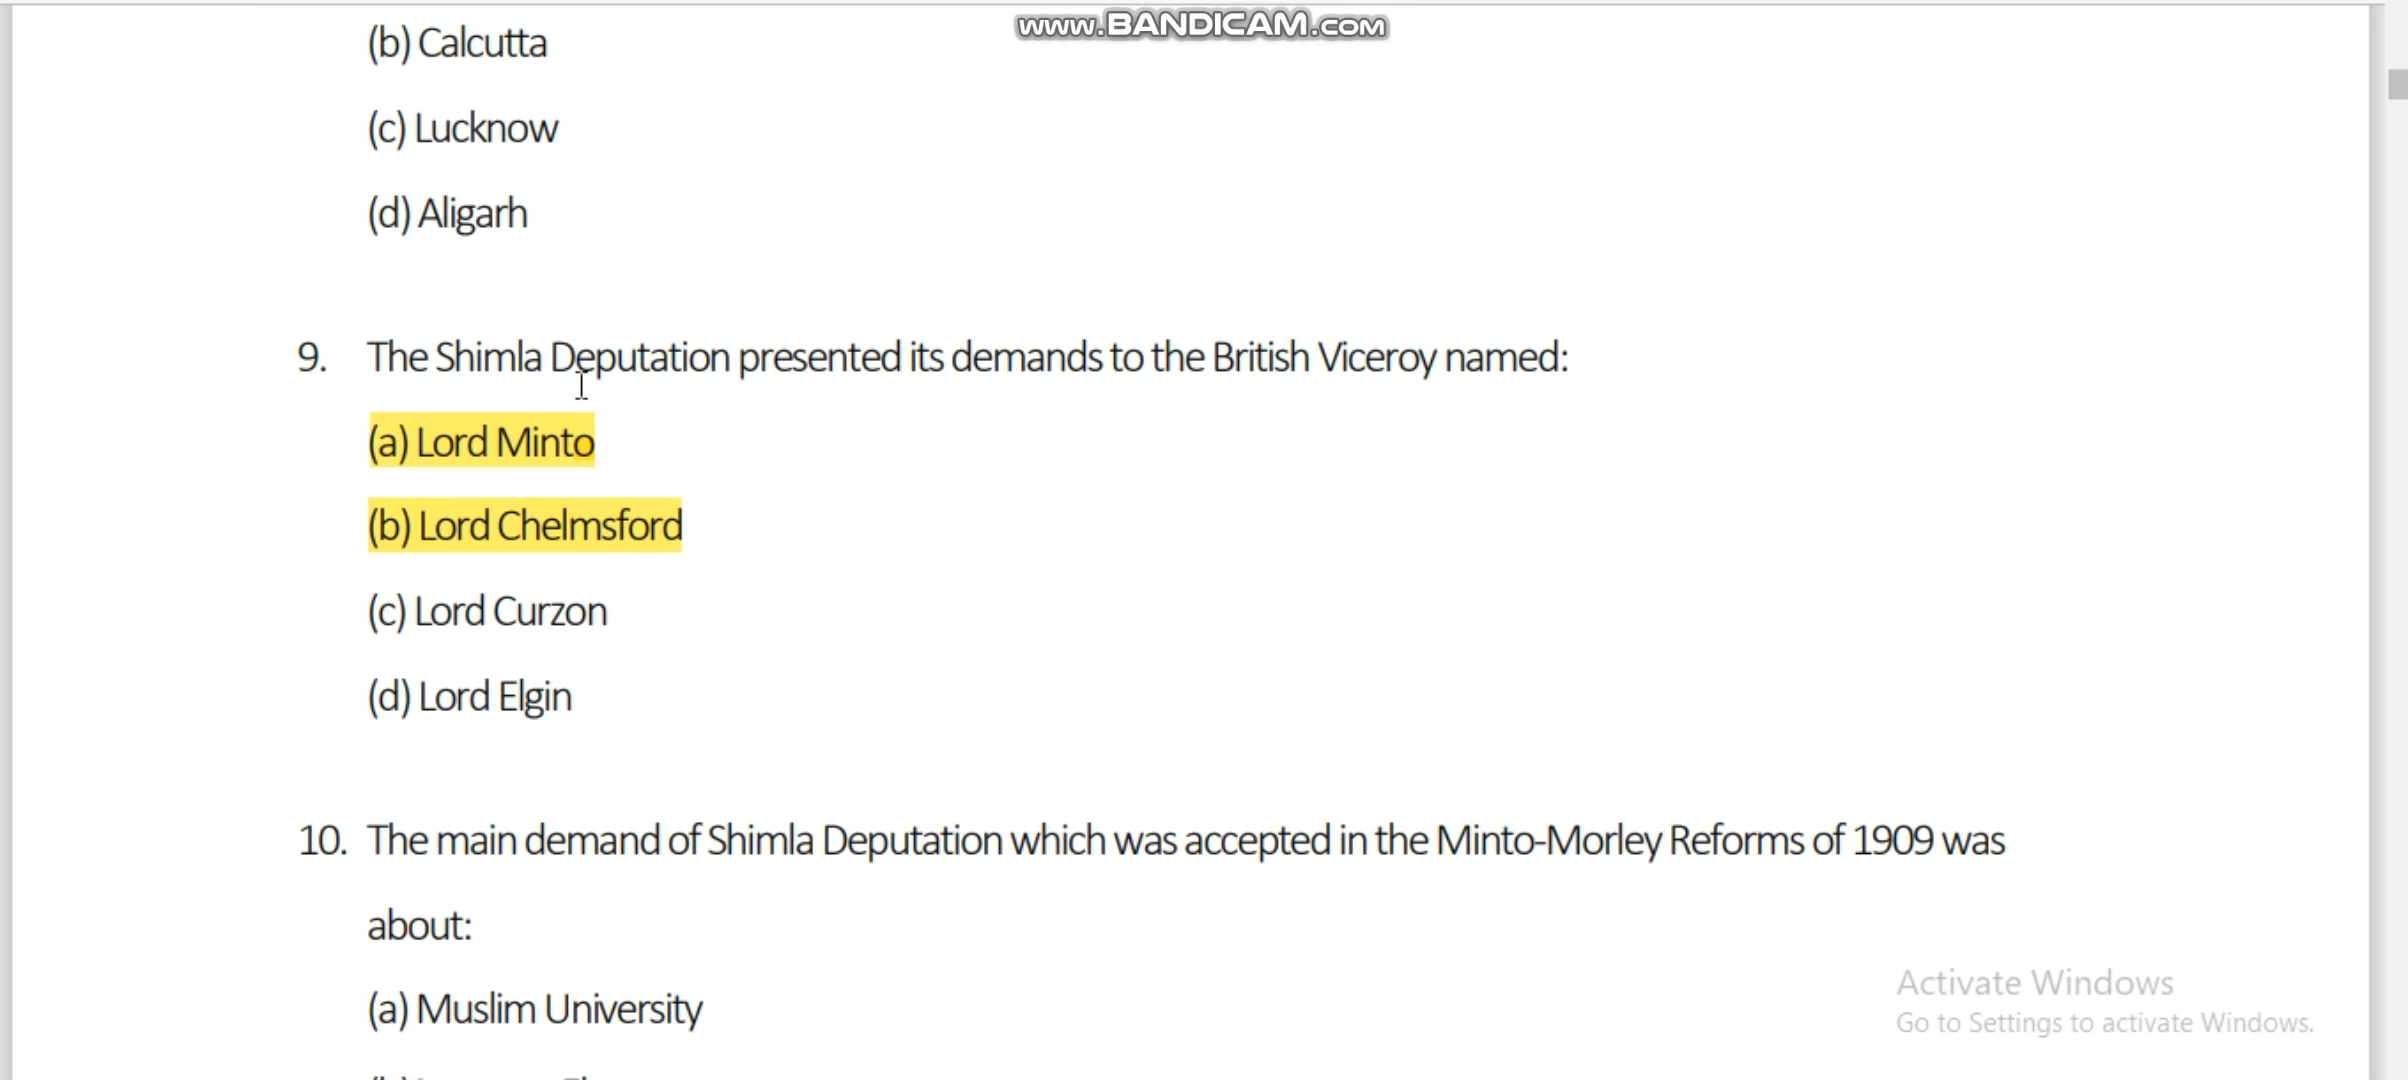 www.BANDICAM.com
(b) Calcutta
(c) Lucknow
(d) Aligarh
9. The Shimla Deputation presented its demands to the British Viceroy named:
(a) Lord Minto
(b) Lord Chelmsford
(c) Lord Curzon
(d) Lord Elgin
10. The main demand of Shimla Deputation which was accepted in the Minto-Morley Reforms of 1909 was
about:
(a) Muslim University
Activate Windows
Go to Settings to activate Windows.